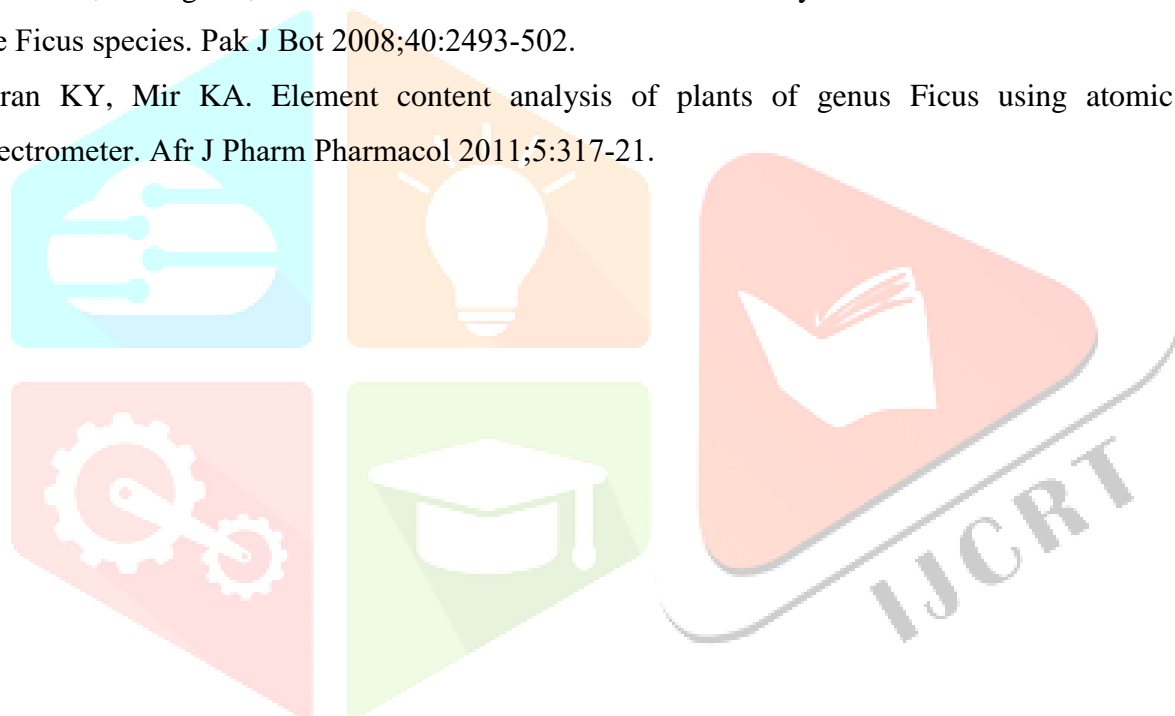 e Ficus species. Pak J Bot 2008;40:2493-502.
ran KY, Mir KA. Element content analysis of plants of genus Ficus using atomic
ectrometer. Afr J Pharm Pharmacol 2011;5:317-21.
IJCRT